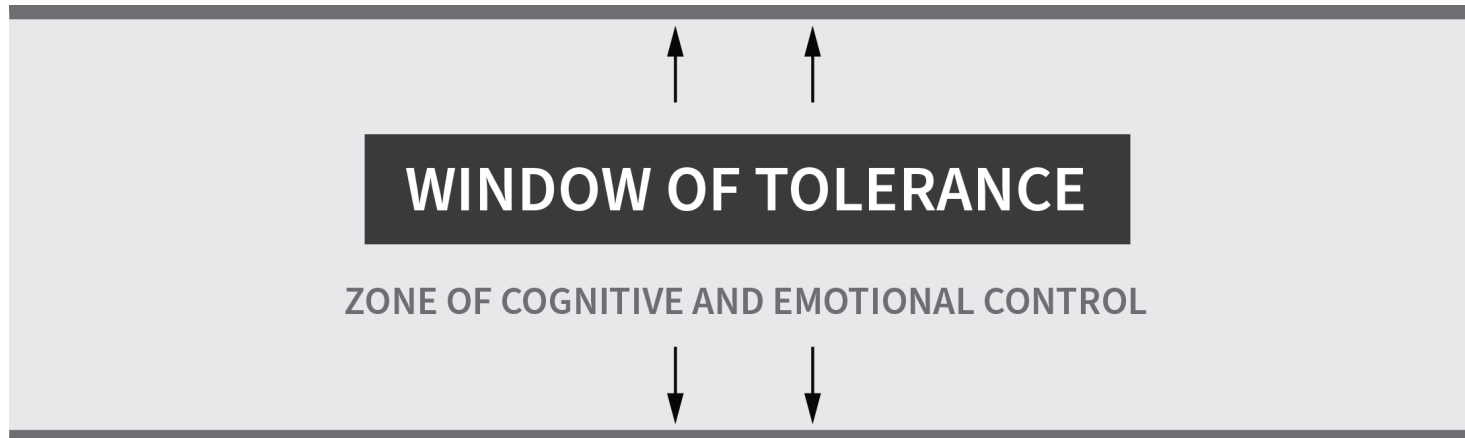 WINDOW OF TOLERANCE
ZONE OF COGNITIVE AND EMOTIONAL CONTROL